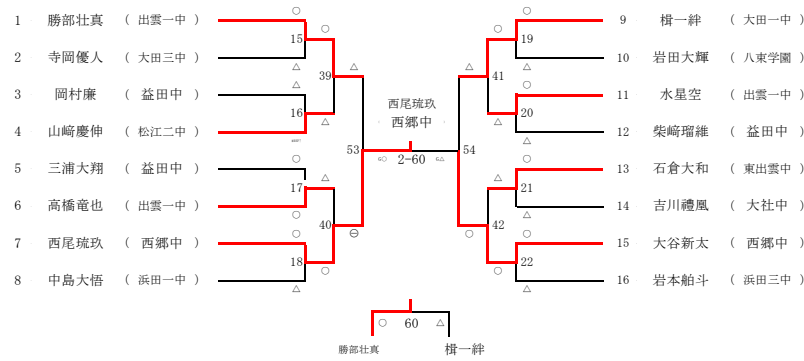 1 勝部壮真 ( 出雲一中 )
2 寺岡優人 ( 大田三中 )
3 岡村廉 ( 益田中 )
4 山﨑慶伸 ( 松江二中 )
5 三浦大翔 ( 益田中 )
6 高橋竜也 ( 出雲一中 )
7 西尾琉玖 ( 西郷中 )
8 中島大悟 ( 浜田一中 )
○ 15 △
△ 16
○ 17 ○
○ 18 △
○ 39 △
△ 40 ○
△ 53 ⊖
西尾琉玖
西郷中
2-60
△ 54 ○
○ 41 △
△ 42 ○
○ 19 △
○ 20 △
○ 21 △
○ 22 △
9 楫一絆 ( 大田一中 )
10 岩田大輝 ( 八束学園 )
11 水星空 ( 出雲一中 )
12 柴﨑瑠維 ( 益田中 )
13 石倉大和 ( 東出雲中 )
14 吉川禮凰 ( 大社中 )
15 大谷新太 ( 西郷中 )
16 岩本舶斗 ( 浜田三中 )
○ 60 △
勝部壮真 楫一絆